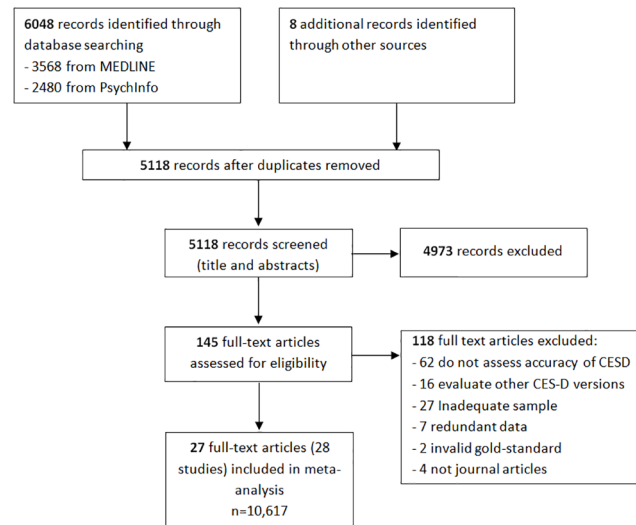 6048 records identified through
database searching
- 3568 from MEDLINE
- 2480 from PsychInfo
8 additional records identified
through other sources
5118 records after duplicates removed
5118 records screened
(title and abstracts)
4973 records excluded
145 full-text articles
assessed for eligibility
118 full text articles excluded:
- 62 do not assess accuracy of CESD
- 16 evaluate other CES-D versions
- 27 Inadequate sample
- 7 redundant data
- 2 invalid gold-standard
- 4 not journal articles
27 full-text articles (28
studies) included in meta-
analysis
n=10,617